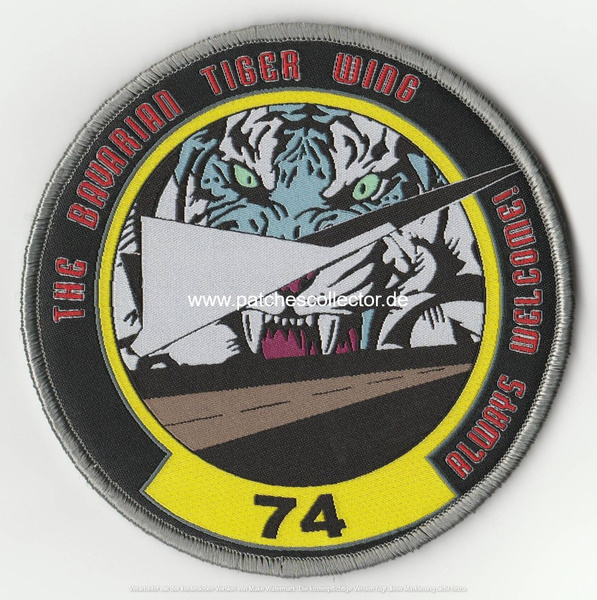 THE BAVARIAN TIGER WING
ALWAYS WELCOME!
www.patchescollector.de
74